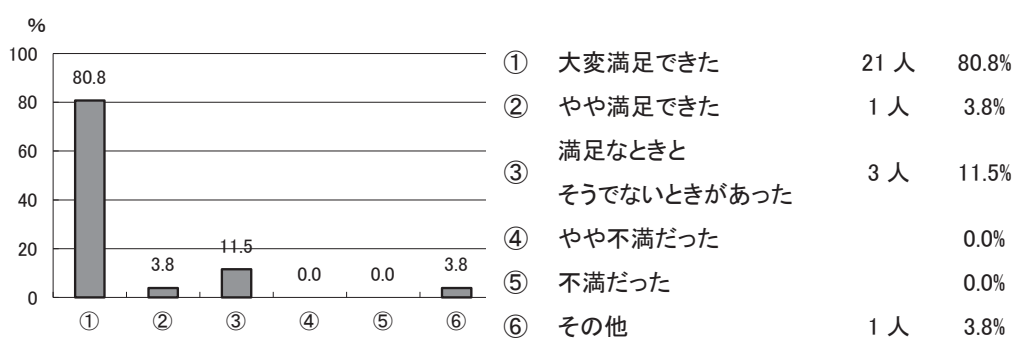 %
100
80
60
40
20
0
80.8
3.8
11.5
0.0
0.0
3.8
① ② ③ ④ ⑤ ⑥
① 大変満足できた 21 人 80.8%
② やや満足できた 1 人 3.8%
③ 満足なときと
そうでないときがあった 3 人 11.5%
④ やや不満だった 0.0%
⑤ 不満だった 0.0%
⑥ その他 1 人 3.8%